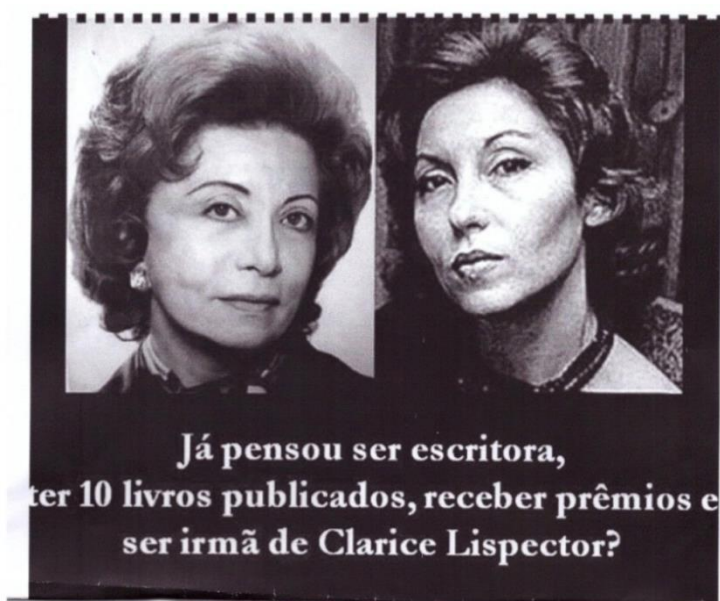 Já pensou ser escritora,
ter 10 livros publicados, receber prêmios e
ser irmã de Clarice Lispector?